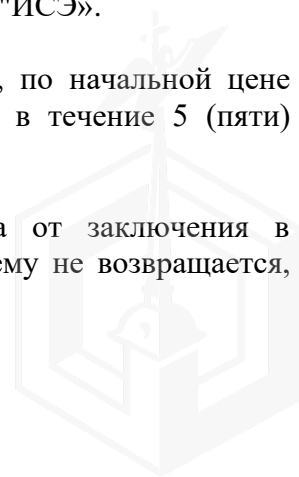 "ИСЭ».
, по начальной цене
в течение 5 (пяти)
а от заключения в
ему не возвращается,